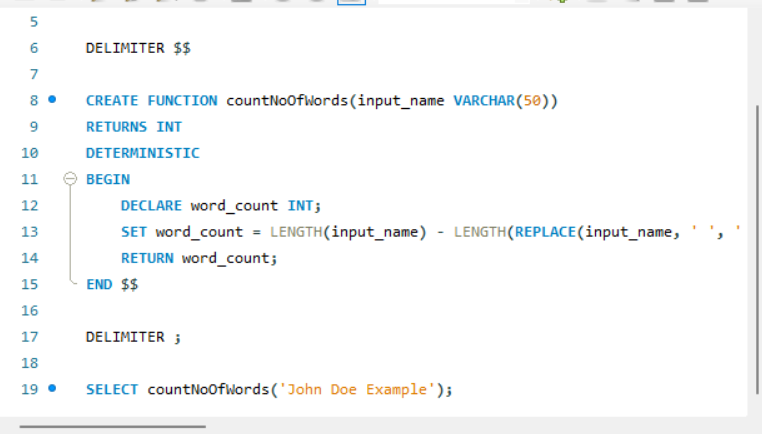 5
6 DELIMITER $$
7
8 CREATE FUNCTION countNoOfWords(input_name VARCHAR(50))
9 RETURNS INT
10 DETERMINISTIC
11 BEGIN
12 DECLARE word_count INT;
13 SET word_count = LENGTH(input_name) - LENGTH(REPLACE(input_name, ' ', '
14 RETURN word_count;
15 END $$
16
17 DELIMITER ;
18
19 SELECT countNoOfWords('John Doe Example');